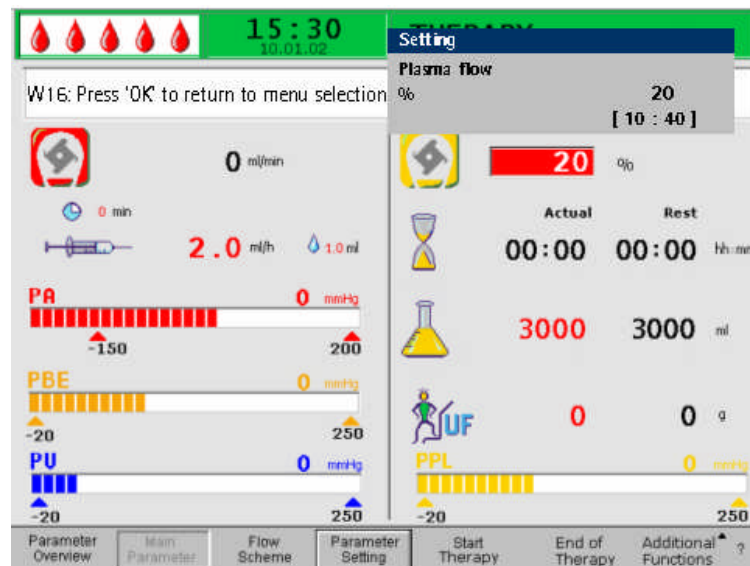 15:30
10.01.02
Setting
Plasma flow
% 20
[ 10 : 40 ]
W16: Press 'OK' to return to menu selection
0 ml/min
20 %
0 min
Actual Rest
2.0 ml/h 1.0 ml
00:00 00:00
PA 0 mmHg
-150 200
3000 3000 ml
PBE 0 mmHg
-20 250
UF 0 0 g
PV 0 mmHg
-20 250
PPL 0 mmHg
-20 250
Parameter Overview
Main Parameter
Flow Scheme
Parameter Setting
Start Therapy
End of Therapy
Additional Functions
?